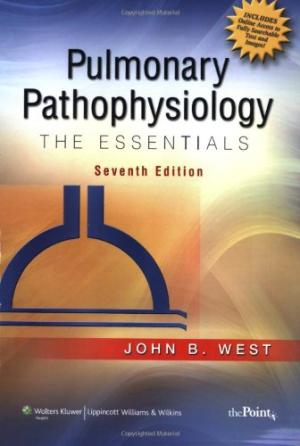 INCLUDES
Online Access to
Fully Searchable
Text and
Images!
Pulmonary
Pathophysiology
THE ESSENTIALS
Seventh Edition
JOHN B. WEST
Wolters Kluwer | Lippincott Williams & Wilkins
Health
thePoint